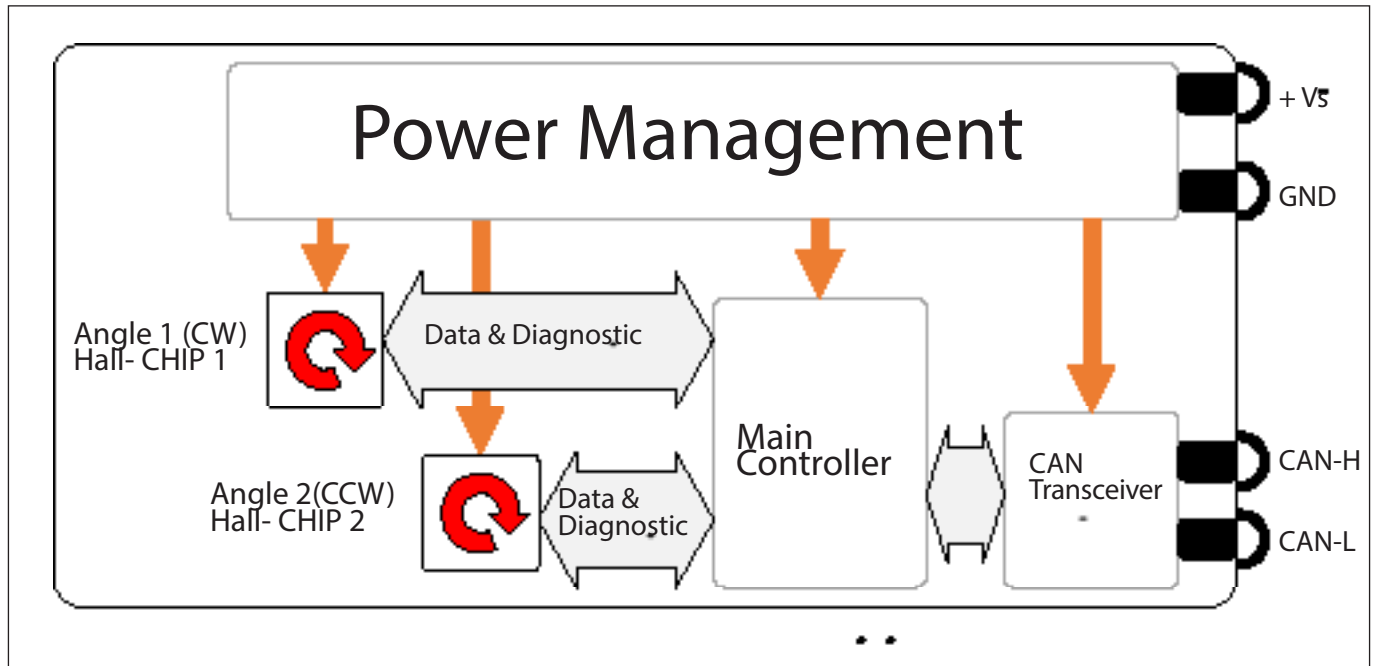 Power Management
+ Vs
GND
Angle 1 (CW)
Hall- CHIP 1
Data & Diagnostic
Angle 2(CCW)
Hall- CHIP 2
Data &
Diagnostic
Main
Controller
CAN
Transceiver
CAN-H
CAN-L